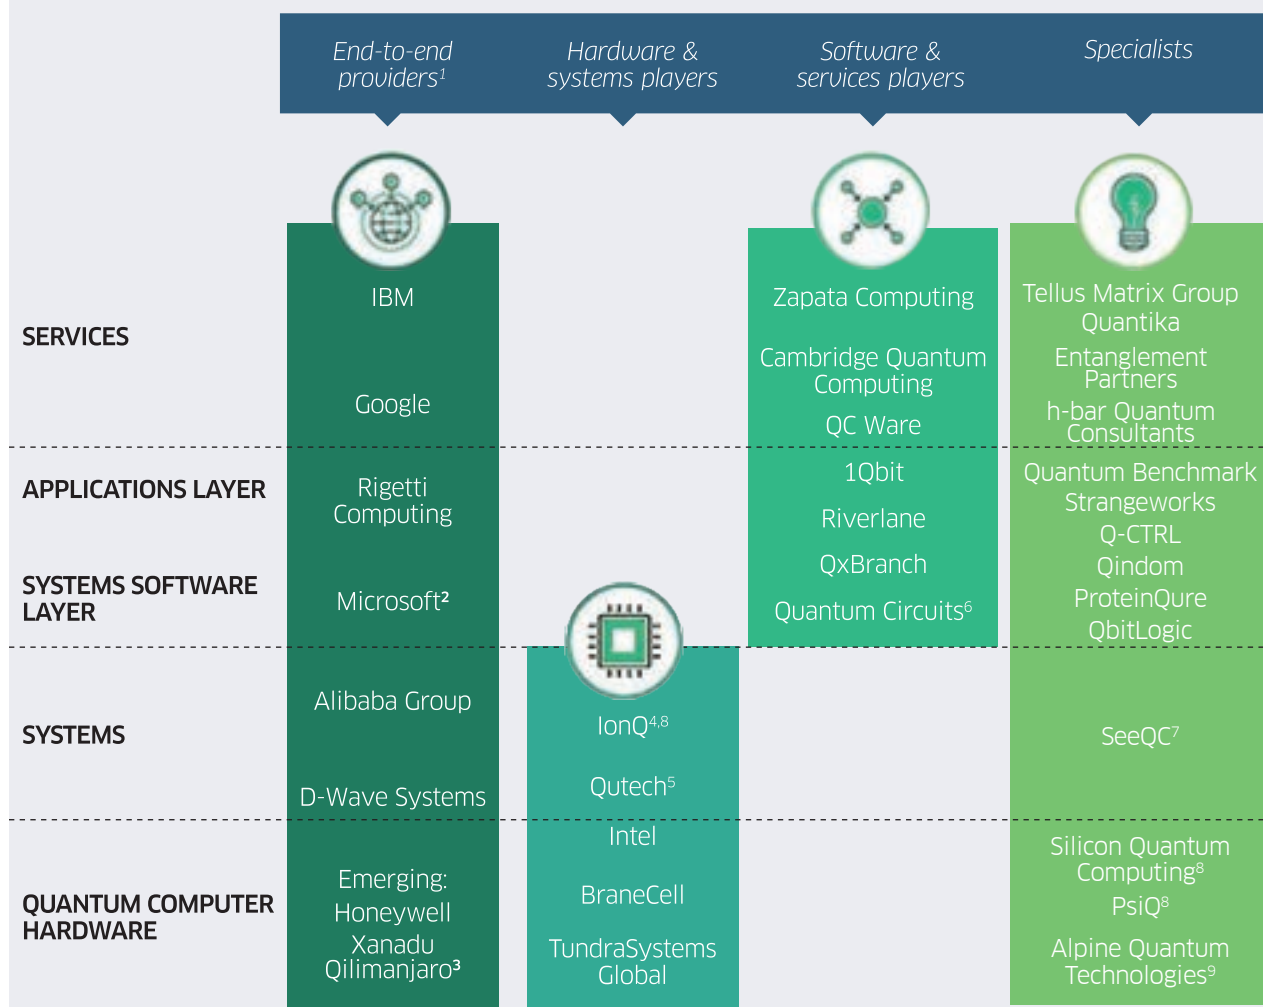 End-to-end
providers¹
Hardware &
systems players
Software &
services players
Specialists
SERVICES
IBM
Google
Zapata Computing
Cambridge Quantum
Computing
QC Ware
Tellus Matrix Group
Quantika
Entanglement
Partners
h-bar Quantum
Consultants
APPLICATIONS LAYER
Rigetti
Computing
1Qbit
Riverlane
Quantum Benchmark
Strangeworks
Q-CTRL
SYSTEMS SOFTWARE
LAYER
Microsoft²
QxBranch
Quantum Circuits⁶
Qindom
ProteinQure
QbitLogic
SYSTEMS
Alibaba Group
D-Wave Systems
IonQ⁴,⁸
Qutech⁵
SeeQC⁷
QUANTUM COMPUTER
HARDWARE
Emerging:
Honeywell
Xanadu
Qilimanjaro³
Intel
BraneCell
TundraSystems
Global
Silicon Quantum
Computing⁸
PsiQ⁸
Alpine Quantum
Technologies⁹